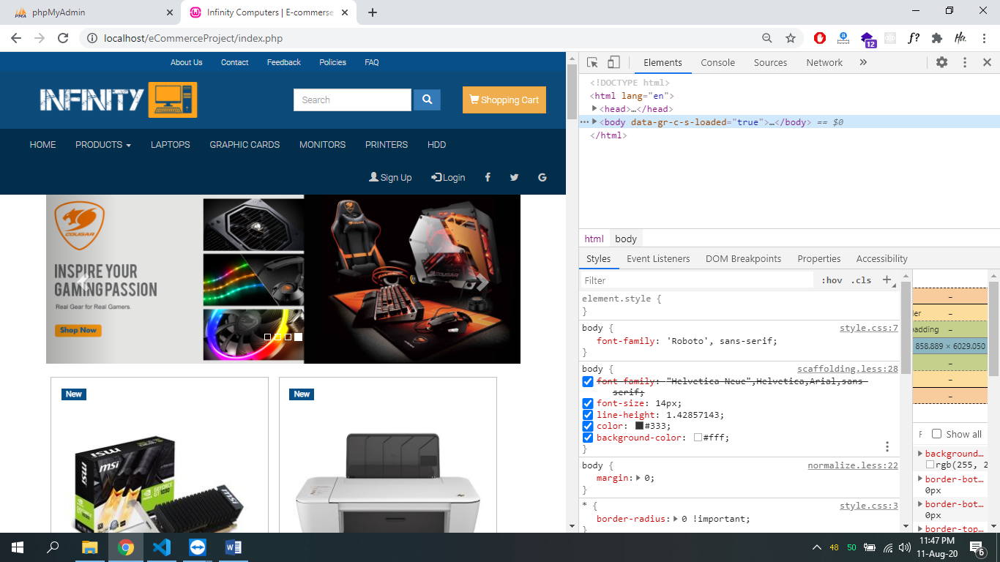 phpMyAdmin
Infinity Computers | E-commerse
localhost/eCommerceProject/index.php
12
f?
About Us Contact Feedback Policies FAQ
INFINITY
Search
Shopping Cart
HOME PRODUCTS LAPTOPS GRAPHIC CARDS MONITORS PRINTERS HDD
Sign Up Login
COUGAR
INSPIRE YOUR
GAMING PASSION
Real Gear for Real Gamers.
Shop Now
New
msi
msi
GEFORCE
msi
New
Elements Console Sources Network »
<!DOCTYPE html>
<html lang="en">
<head>…</head>
<body data-gr-c-s-loaded="true">…</body> == $0
</html>
html body
Styles Event Listeners DOM Breakpoints Properties Accessibility
Filter :hov .cls +
element.style {
}
body { style.css:7
font-family: 'Roboto', sans-serif;
}
body { scaffolding.less:28
font-family: "Helvetica Neue",Helvetica,Arial,sans-
serif;
font-size: 14px;
line-height: 1.42857143;
color: #333;
background-color: #fff;
}
body { normalize.less:22
margin: 0;
}
* { style.css:3
border-radius: 0 !important;
}
–
der –
padding –
858.889 × 6029.050
–
–
–
Show all
background…
rgb(255, 2
border-bot…
0px
border-bot…
0px
border-top…
48 50
11:47 PM
11-Aug-20
6